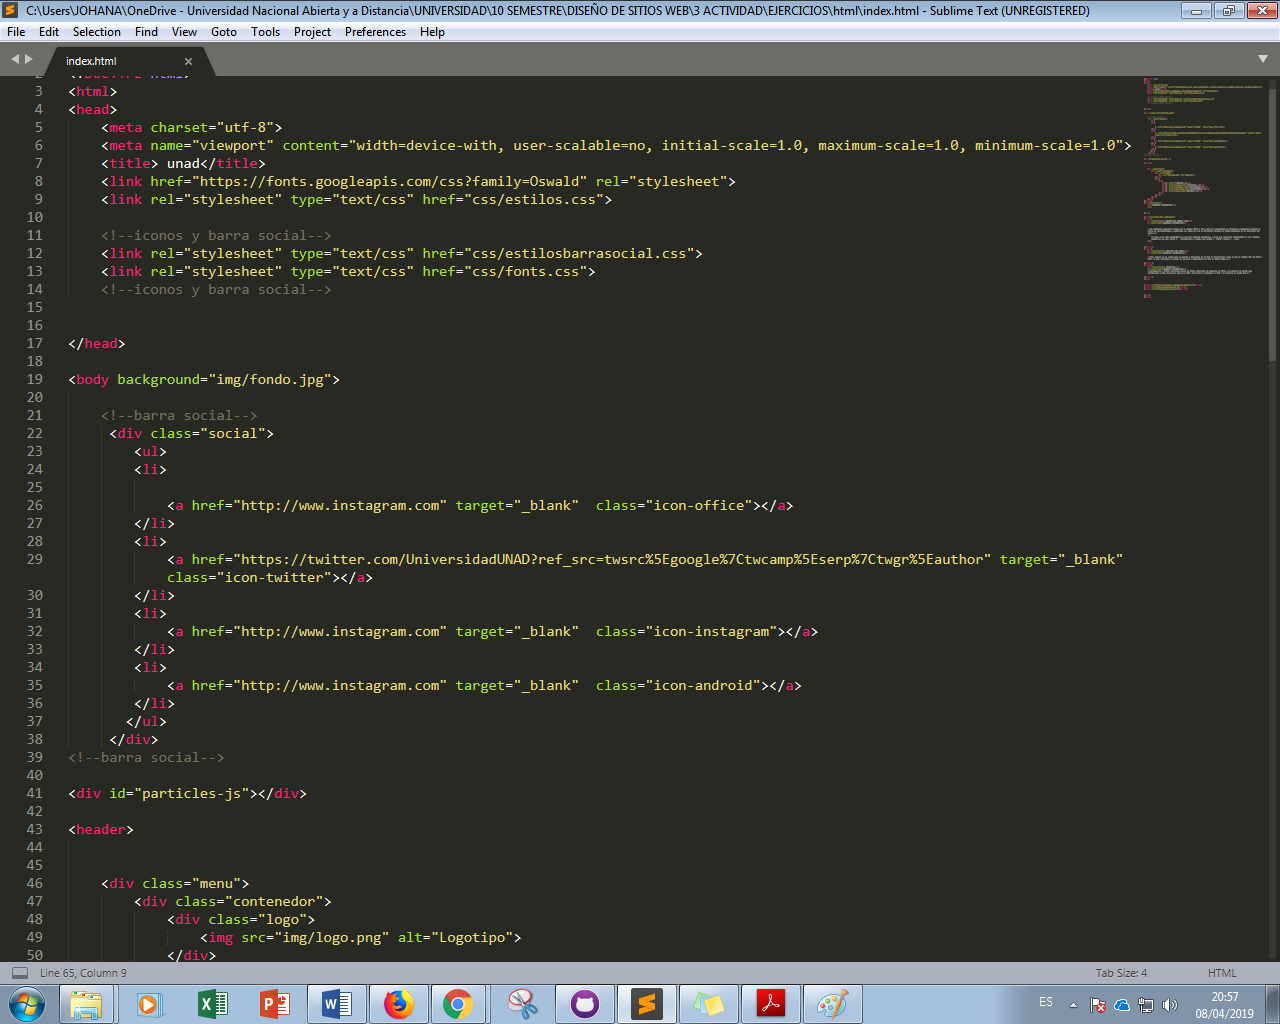 C:\Users\JOHANA\OneDrive - Universidad Nacional Abierta y a Distancia\UNIVERSIDAD\10 SEMESTRE\DISEÑO DE SITIOS WEB\3 ACTIVIDAD\EJERCICIOS\html\index.html - Sublime Text (UNREGISTERED)
File Edit Selection Find View Goto Tools Project Preferences Help
index.html
2 <!DOCTYPE html>
3 <html>
4 <head>
5 <meta charset="utf-8">
6 <meta name="viewport" content="width=device-with, user-scalable=no, initial-scale=1.0, maximum-scale=1.0, minimum-scale=1.0">
7 <title> unad</title>
8 <link href="https://fonts.googleapis.com/css?family=Oswald" rel="stylesheet">
9 <link rel="stylesheet" type="text/css" href="css/estilos.css">
10
11 <!--iconos y barra social-->
12 <link rel="stylesheet" type="text/css" href="css/estilosbarrasocial.css">
13 <link rel="stylesheet" type="text/css" href="css/fonts.css">
14 <!--iconos y barra social-->
15
16
17 </head>
18
19 <body background="img/fondo.jpg">
20
21 <!--barra social-->
22 <div class="social">
23 <ul>
24 <li>
25
26 <a href="http://www.instagram.com" target="_blank"  class="icon-office"></a>
27 </li>
28 <li>
29 <a href="https://twitter.com/UniversidadUNAD?ref_src=twsrc%5Egoogle%7Ctwcamp%5Eserp%7Ctwgr%5Eauthor" target="_blank"
class="icon-twitter"></a>
30 </li>
31 <li>
32 <a href="http://www.instagram.com" target="_blank"  class="icon-instagram"></a>
33 </li>
34 <li>
35 <a href="http://www.instagram.com" target="_blank"  class="icon-android"></a>
36 </li>
37 </ul>
38 </div>
39 <!--barra social-->
40
41 <div id="particles-js"></div>
42
43 <header>
44
45
46 <div class="menu">
47 <div class="contenedor">
48 <div class="logo">
49 <img src="img/logo.png" alt="Logotipo">
50 </div>
Line 65, Column 9 Tab Size: 4 HTML
ES 20:57
08/04/2019